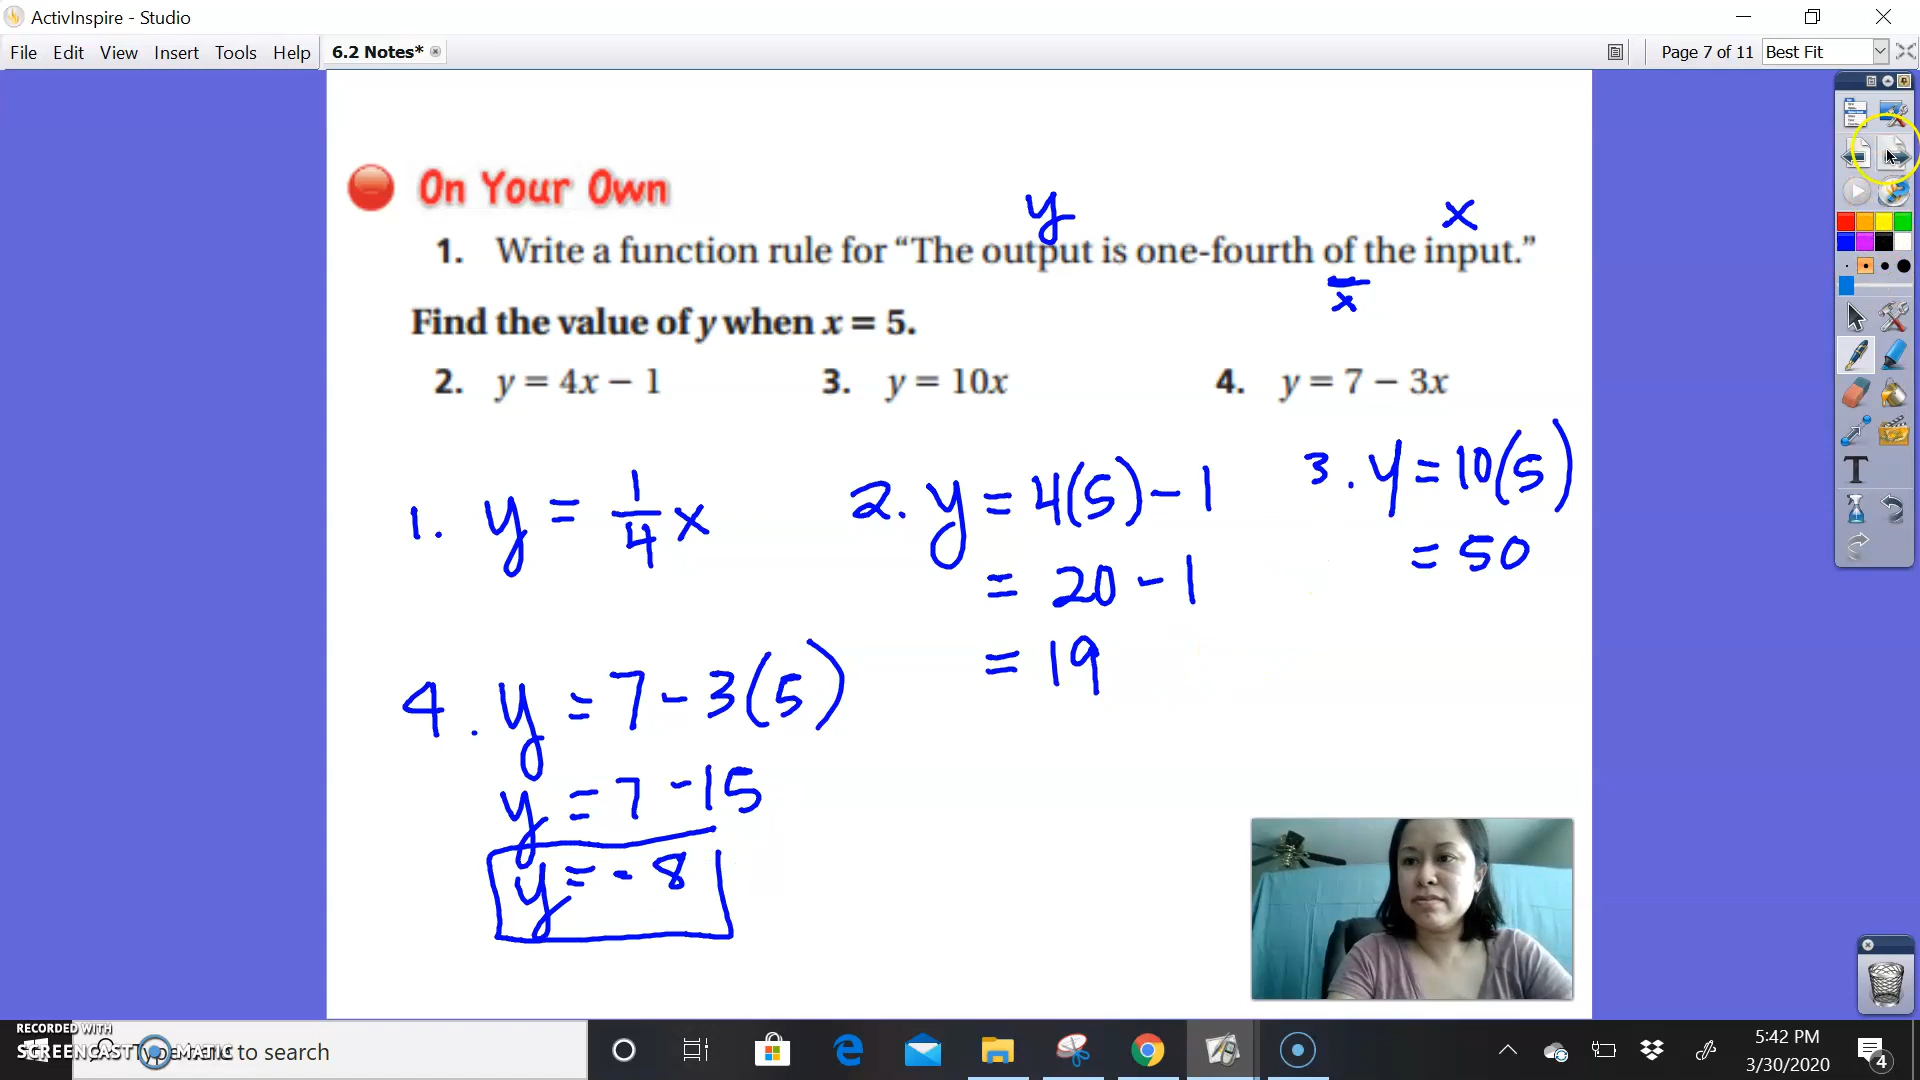 ActivInspire - Studio
File Edit View Insert Tools Help 6.2 Notes* Page 7 of 11 Best Fit
On Your Own
y x
1. Write a function rule for “The output is one-fourth of the input.”
x
Find the value of y when x = 5.
2. y = 4x − 1 3. y = 10x 4. y = 7 − 3x
1. y = 1/4 x
2. y = 4(5) - 1
= 20 - 1
= 19
3. y = 10(5)
= 50
4. y = 7 - 3(5)
y = 7 - 15
y = - 8
T
RECORDED WITH
SCREENCAST MATIC
to search
5:42 PM
3/30/2020
4